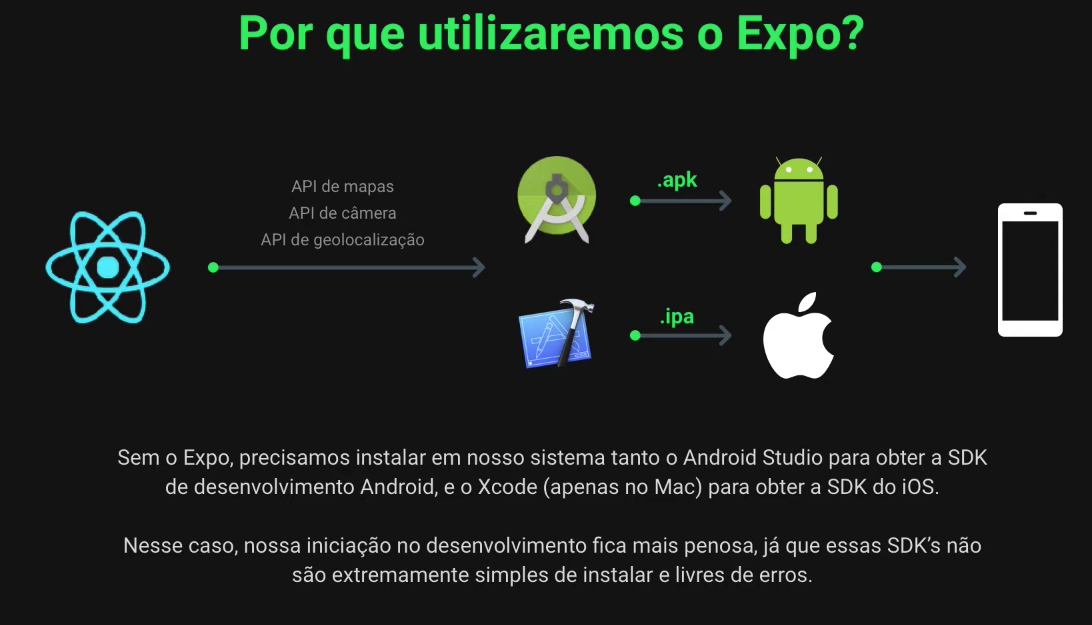 Por que utilizaremos o Expo?
API de mapas
API de câmera
API de geolocalização
.apk
.ipa
Sem o Expo, precisamos instalar em nosso sistema tanto o Android Studio para obter a SDK
de desenvolvimento Android, e o Xcode (apenas no Mac) para obter a SDK do iOS.
Nesse caso, nossa iniciação no desenvolvimento fica mais penosa, já que essas SDK’s não
são extremamente simples de instalar e livres de erros.